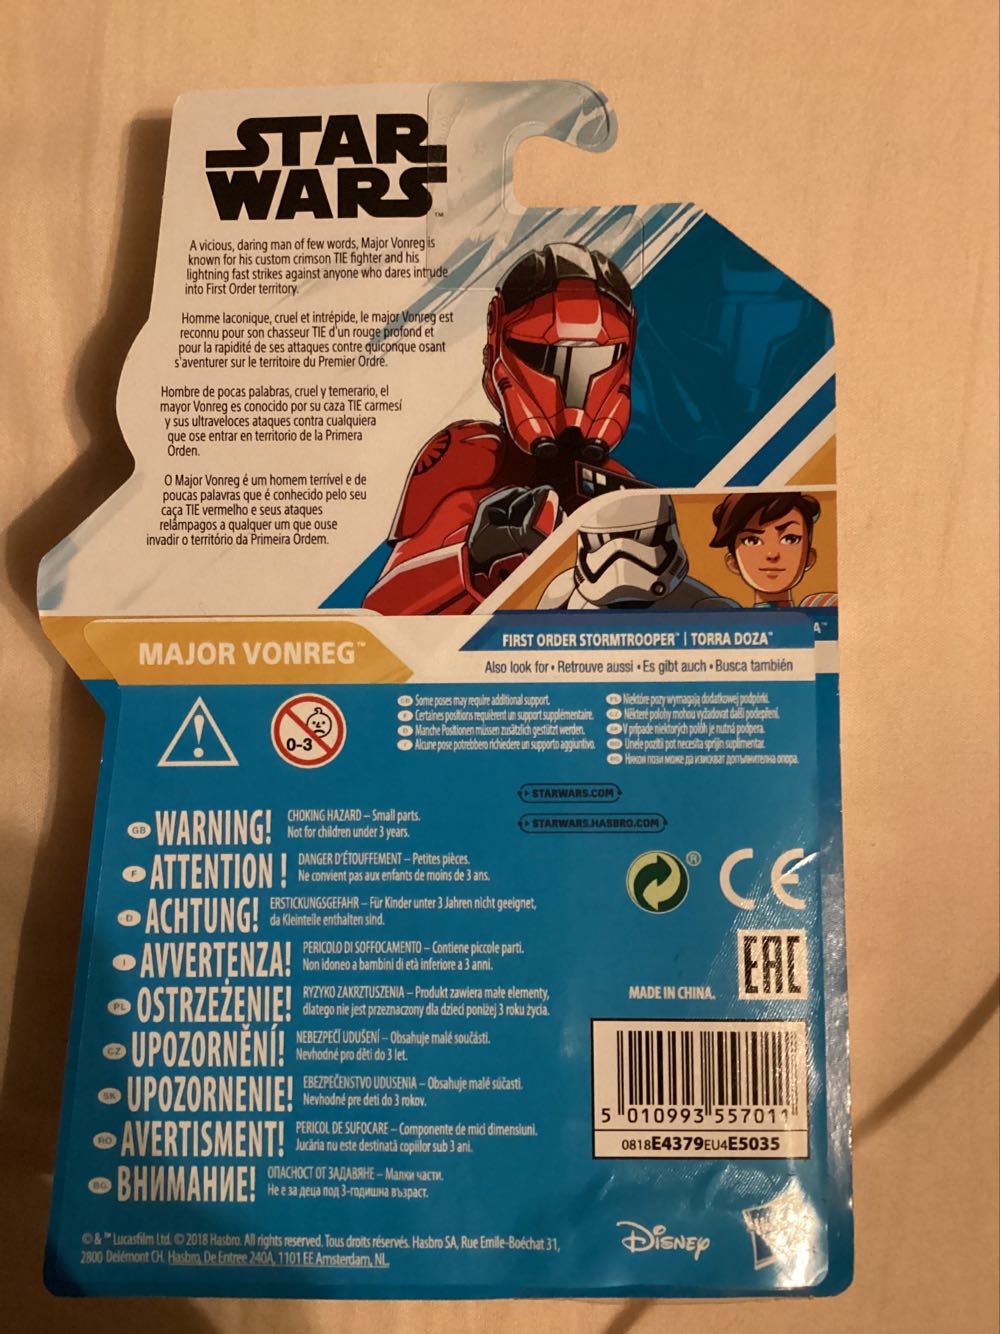 STAR
WARS™
A vicious, daring man of few words, Major Vonreg is
known for his custom crimson TIE fighter and his
lightning fast strikes against anyone who dares intrude
into First Order territory.
Homme laconique, cruel et intrépide, le major Vonreg est
reconnu pour son chasseur TIE d'un rouge profond et
pour la rapidité de ses attaques contre quiconque osant
s'aventurer sur le territoire du Premier Ordre.
Hombre de pocas palabras, cruel y temerario, el
mayor Vonreg es conocido por su caza TIE carmesí
y sus ultraveloces ataques contra cualquiera
que ose entrar en territorio de la Primera
Orden.
O Major Vonreg é um homem terrível e de
poucas palavras que é conhecido pelo seu
caça TIE vermelho e seus ataques
relâmpagos a qualquer um que ouse
invadir o território da Primeira Ordem.
MAJOR VONREG™
FIRST ORDER STORMTROOPER™ | TORRA DOZA™
A™
Also look for • Retrouve aussi • Es gibt auch • Busca también
0-3
GB Some poses may require additional support.
F Certaines positions requièrent un support supplémentaire.
D Manche Positionen müssen zusätzlich gestützt werden.
I Alcune pose potrebbero richiedere un supporto aggiuntivo.
PL Niektóre pozy wymagają dodatkowej podpórki.
CZ Některé polohy mohou vyžadovat další podepření.
SK V prípade niektorých polôh je nutná podpera.
RO Unele poziții pot necesita sprijin suplimentar.
BG Някои пози може да изискват допълнителна опора.
STARWARS.COM
STARWARS.HASBRO.COM
GB WARNING! CHOKING HAZARD – Small parts.
Not for children under 3 years.
F ATTENTION ! DANGER D'ÉTOUFFEMENT – Petites pièces.
Ne convient pas aux enfants de moins de 3 ans.
D ACHTUNG! ERSTICKUNGSGEFAHR – Für Kinder unter 3 Jahren nicht geeignet,
da Kleinteile enthalten sind.
I AVVERTENZA! PERICOLO DI SOFFOCAMENTO – Contiene piccole parti.
Non idoneo a bambini di età inferiore a 3 anni.
PL OSTRZEŻENIE! RYZYKO ZAKRZTUSZENIA – Produkt zawiera małe elementy,
dlatego nie jest przeznaczony dla dzieci poniżej 3 roku życia.
CZ UPOZORNĚNÍ! NEBEZPEČÍ UDUŠENÍ – Obsahuje malé součásti.
Nevhodné pro děti do 3 let.
SK UPOZORNENIE! EBEZPEČENSTVO UDUSENIA – Obsahuje malé súčasti.
Nevhodné pre deti do 3 rokov.
RO AVERTISMENT! PERICOL DE SUFOCARE – Componente de mici dimensiuni.
Jucăria nu este destinată copiilor sub 3 ani.
BG ВНИМАНИЕ! ОПАСНОСТ ОТ ЗАДАВЯНЕ – Малки части.
Не е за деца под 3-годишна възраст.
®
CE
EAC
MADE IN CHINA.
5 010993 557011
0818E4379EU4E5035
© & ™ Lucasfilm Ltd. © 2018 Hasbro. All rights reserved. Tous droits réservés. Hasbro SA, Rue Emile-Boéchat 31,
2800 Delémont CH. Hasbro, De Entree 240A, 1101 EE Amsterdam, NL.
Disney